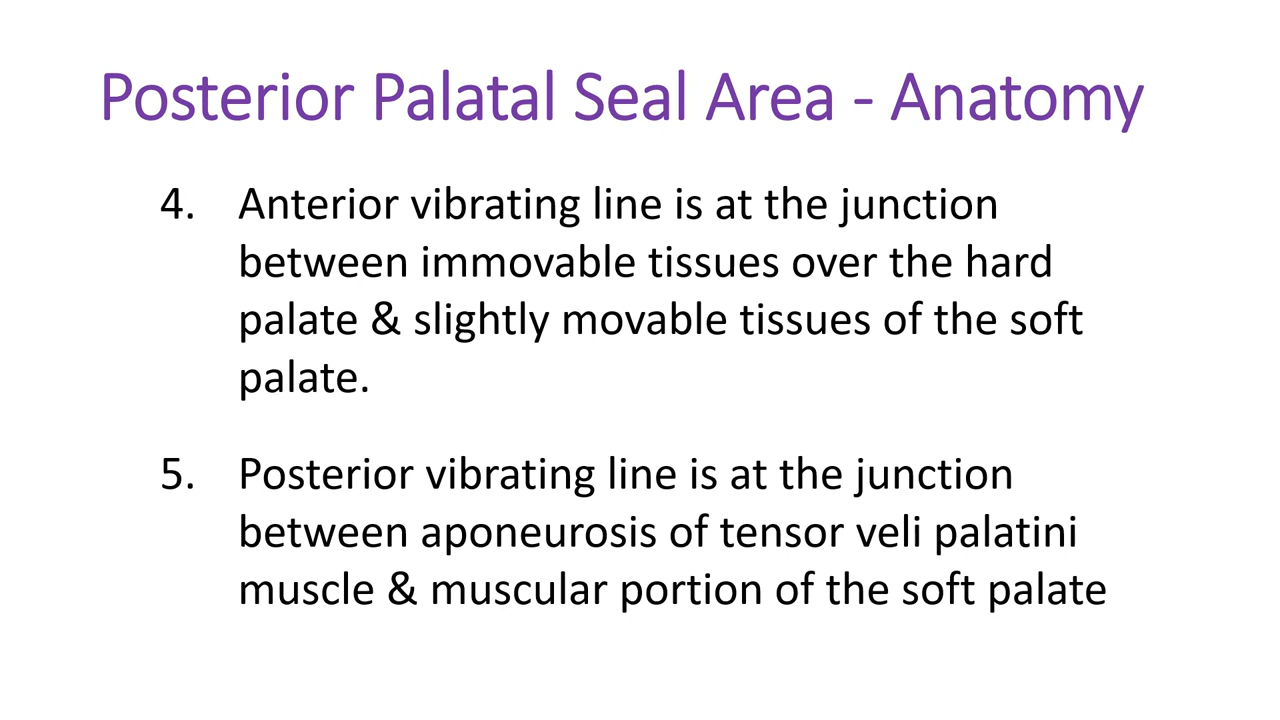 Posterior Palatal Seal Area - Anatomy
4. Anterior vibrating line is at the junction
between immovable tissues over the hard
palate & slightly movable tissues of the soft
palate.
5. Posterior vibrating line is at the junction
between aponeurosis of tensor veli palatini
muscle & muscular portion of the soft palate